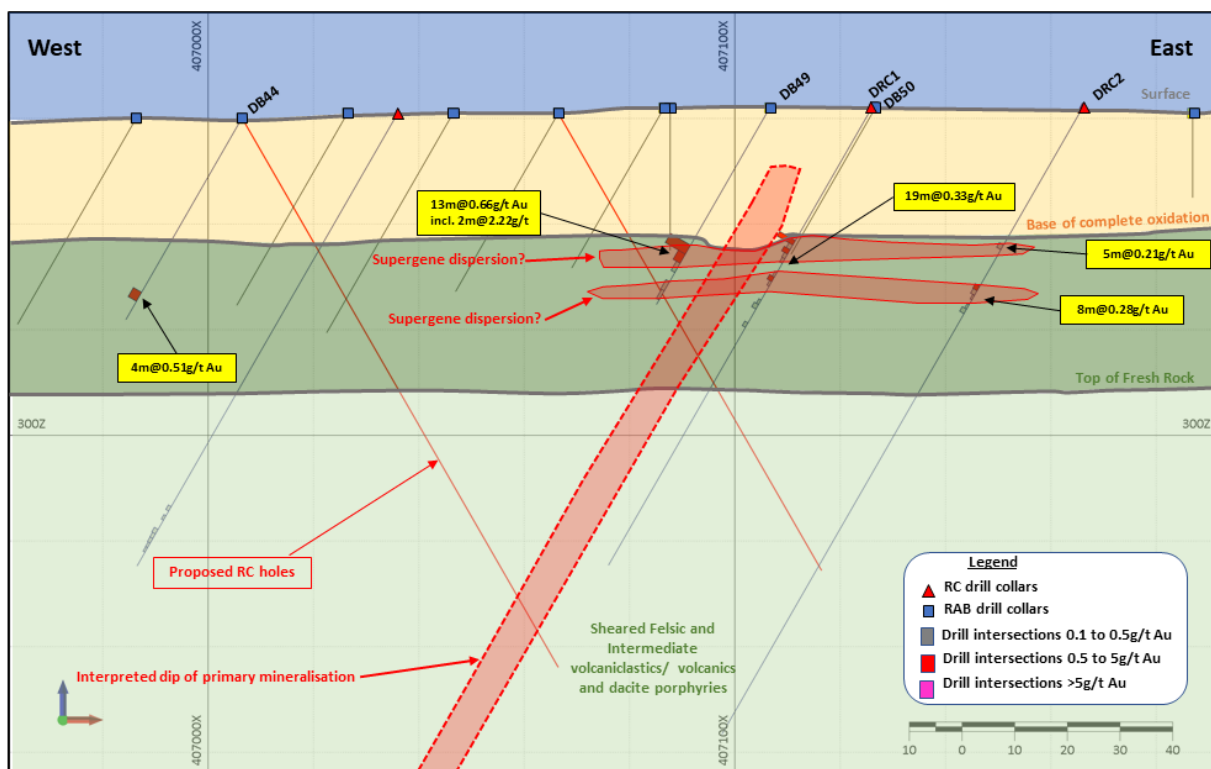 West
407000X
407100X
East
DB44
DB49
DRC1
DB50
DRC2
Surface
13m@0.66g/t Au
incl. 2m@2.22g/t
19m@0.33g/t Au
Base of complete oxidation
Supergene dispersion?
5m@0.21g/t Au
Supergene dispersion?
8m@0.28g/t Au
4m@0.51g/t Au
Top of Fresh Rock
300Z
300Z
Proposed RC holes
Sheared Felsic and
Intermediate
volcaniclastics/ volcanics
and dacite porphyries
Interpreted dip of primary mineralisation
407000X
407100X
Legend
RC drill collars
RAB drill collars
Drill intersections 0.1 to 0.5g/t Au
Drill intersections 0.5 to 5g/t Au
Drill intersections >5g/t Au
10 0 10 20 30 40